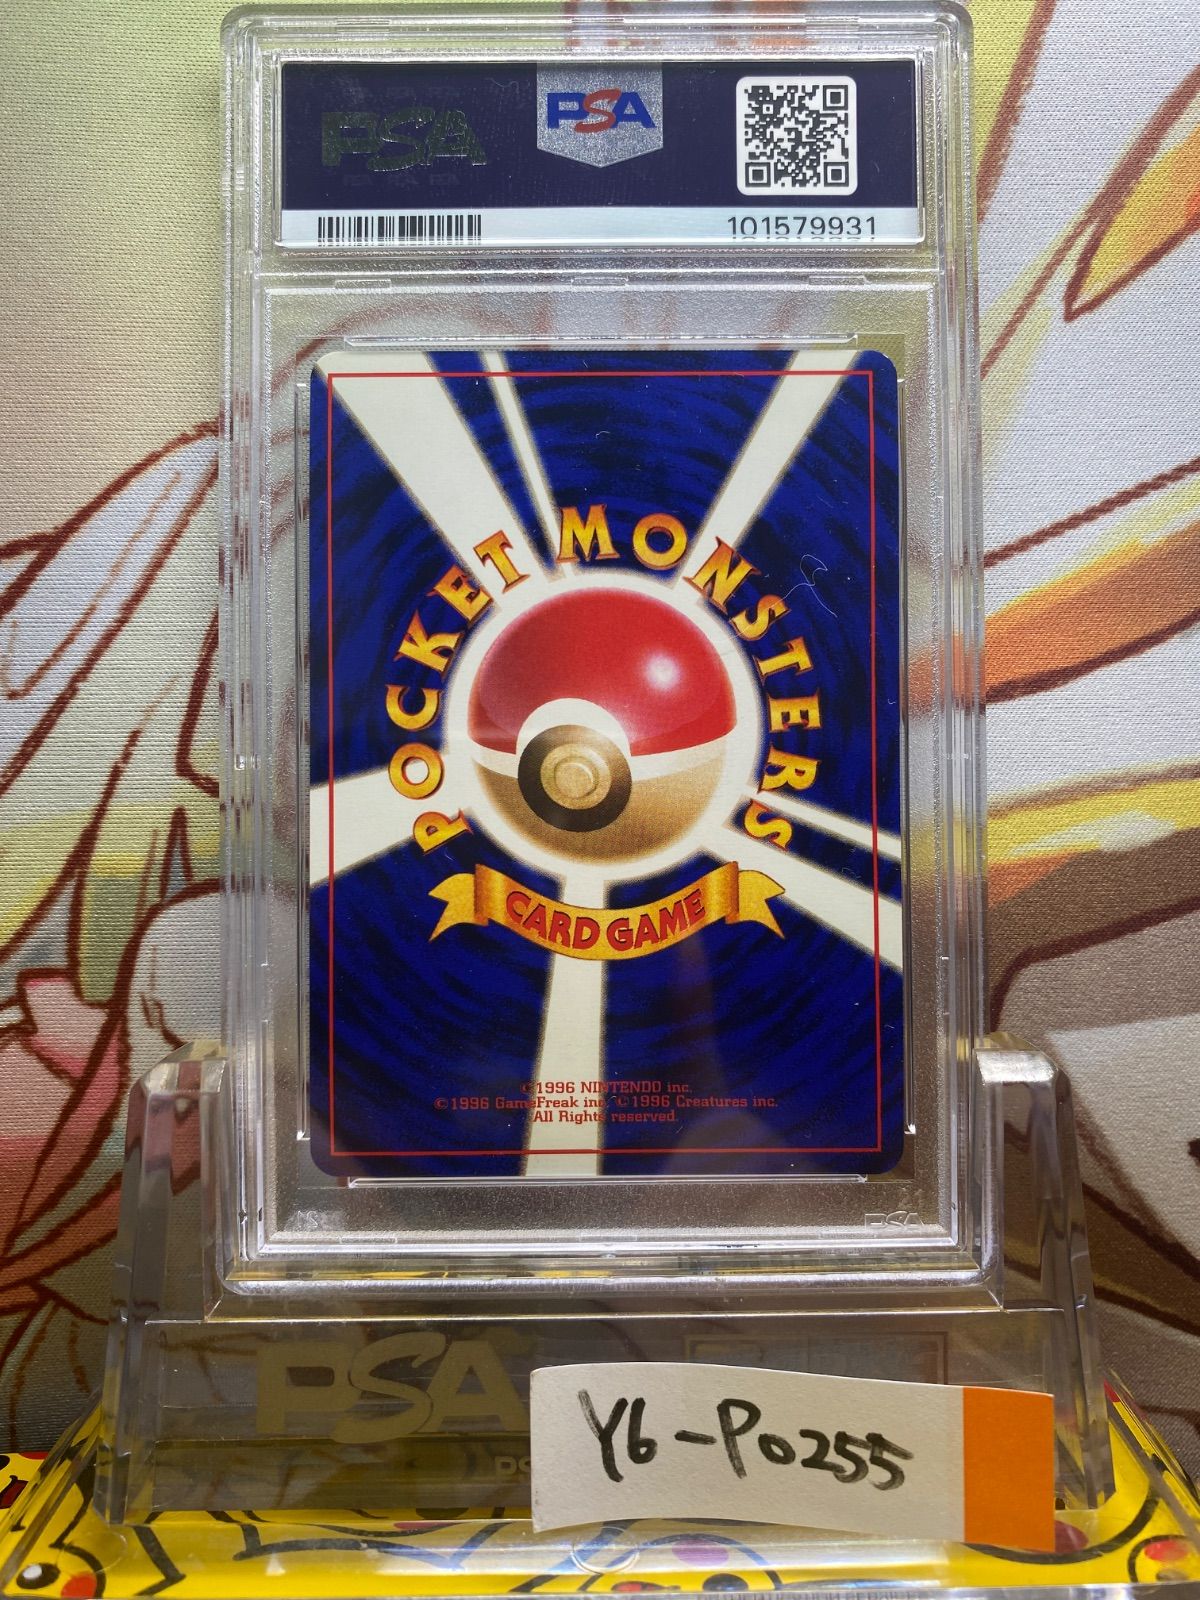 PSA
PSA
101579931
POCKET MONSTERS
CARD GAME
©1996 NINTENDO inc.
©1996 GameFreak inc. ©1996 Creatures inc.
All Rights reserved.
PSA
PSA
Y6-P0255